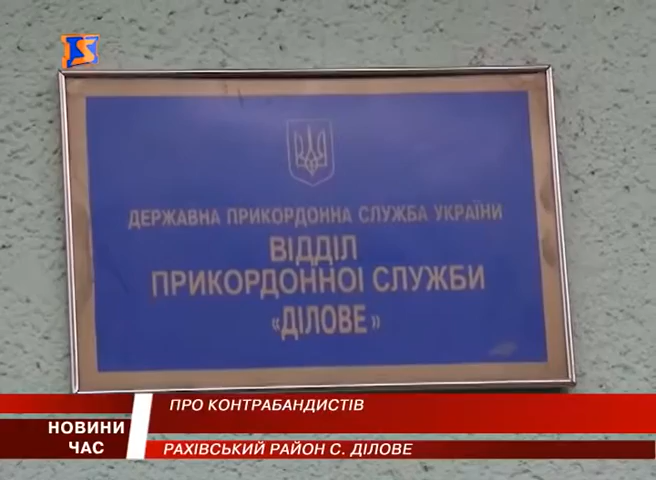 ДЕРЖАВНА ПРИКОРДОННА СЛУЖБА УКРАЇНИ
ВІДДІЛ
ПРИКОРДОННОЇ СЛУЖБИ
«ДІЛОВЕ»
ПРО КОНТРАБАНДИСТІВ
НОВИНИ
ЧАС
РАХІВСЬКИЙ РАЙОН С. ДІЛОВЕ